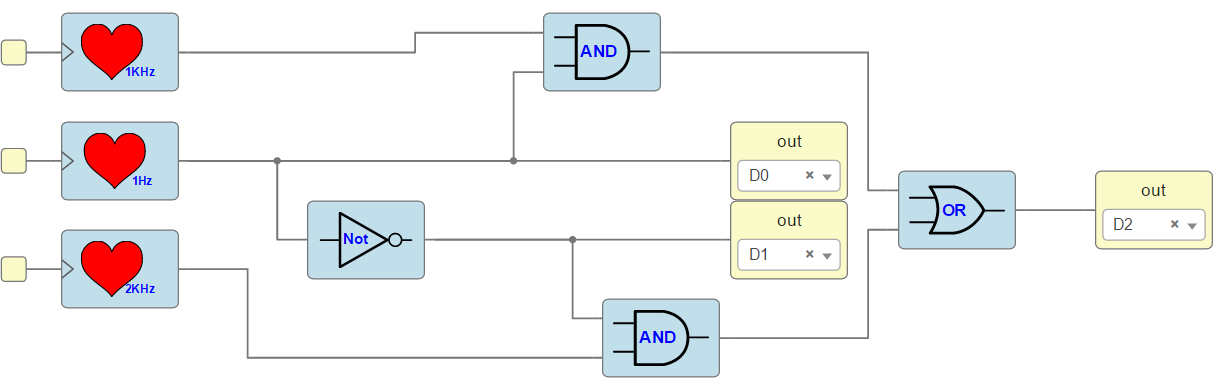 1KHz
AND
1Hz
out
D0 ×
Not
out
D1 ×
OR
out
D2 ×
2KHz
AND